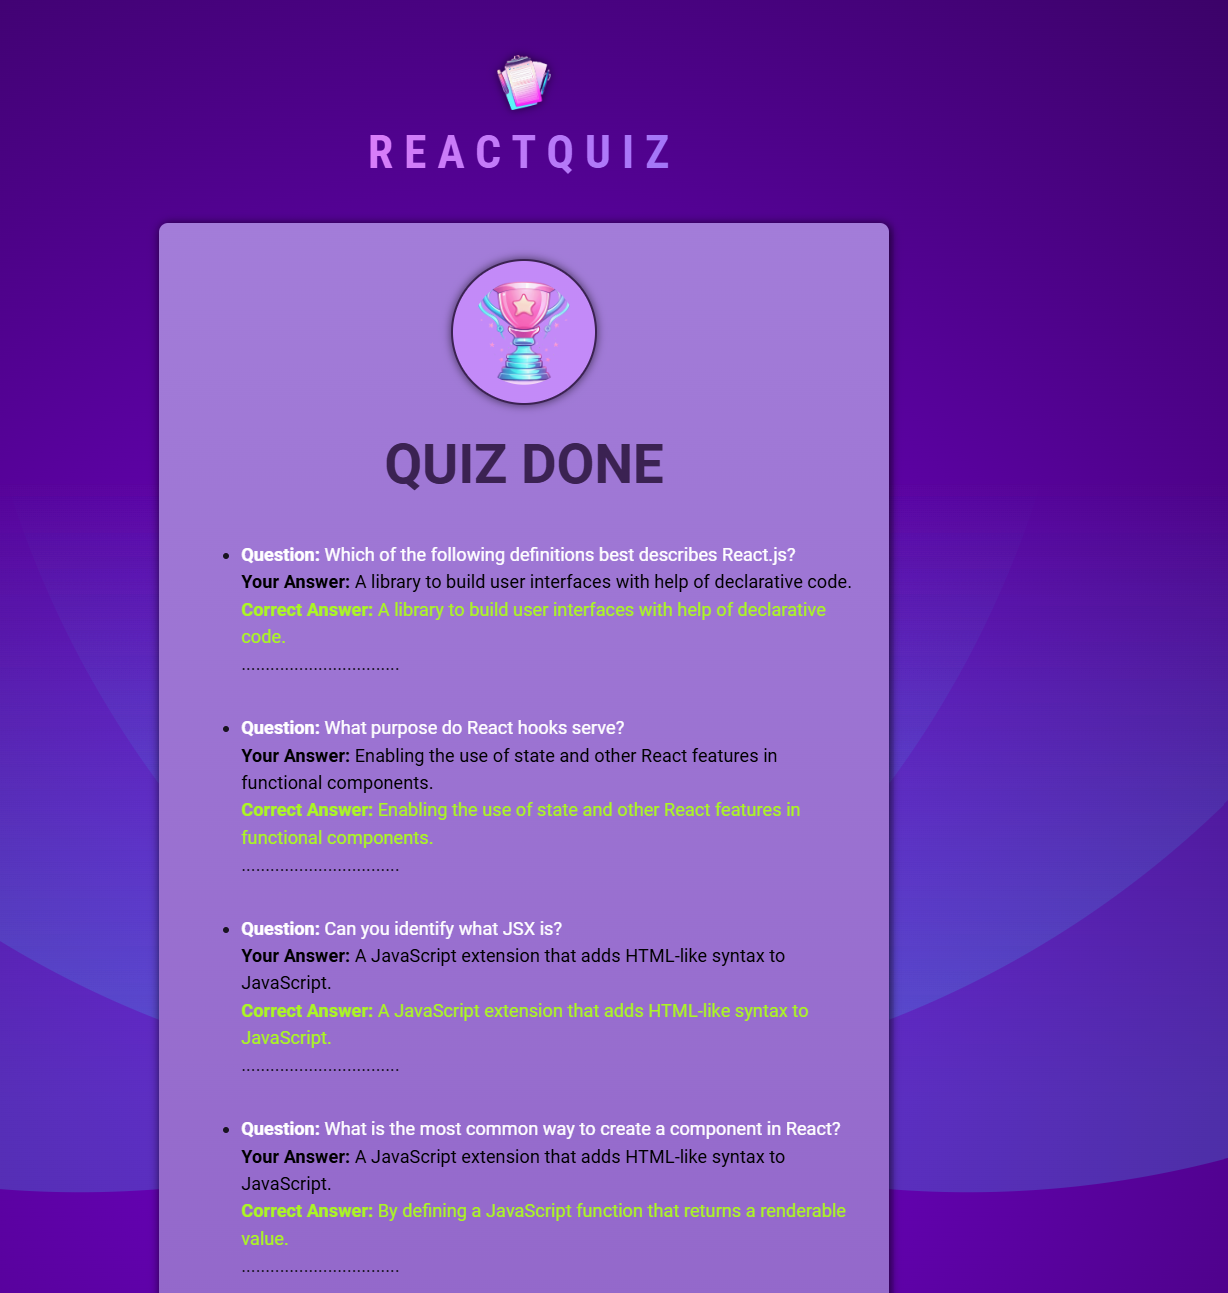 REACTQUIZ
QUIZ DONE
• Question: Which of the following definitions best describes React.js?
Your Answer: A library to build user interfaces with help of declarative code.
Correct Answer: A library to build user interfaces with help of declarative
code.
.................................
• Question: What purpose do React hooks serve?
Your Answer: Enabling the use of state and other React features in
functional components.
Correct Answer: Enabling the use of state and other React features in
functional components.
.................................
• Question: Can you identify what JSX is?
Your Answer: A JavaScript extension that adds HTML-like syntax to
JavaScript.
Correct Answer: A JavaScript extension that adds HTML-like syntax to
JavaScript.
.................................
• Question: What is the most common way to create a component in React?
Your Answer: A JavaScript extension that adds HTML-like syntax to
JavaScript.
Correct Answer: By defining a JavaScript function that returns a renderable
value.
.................................